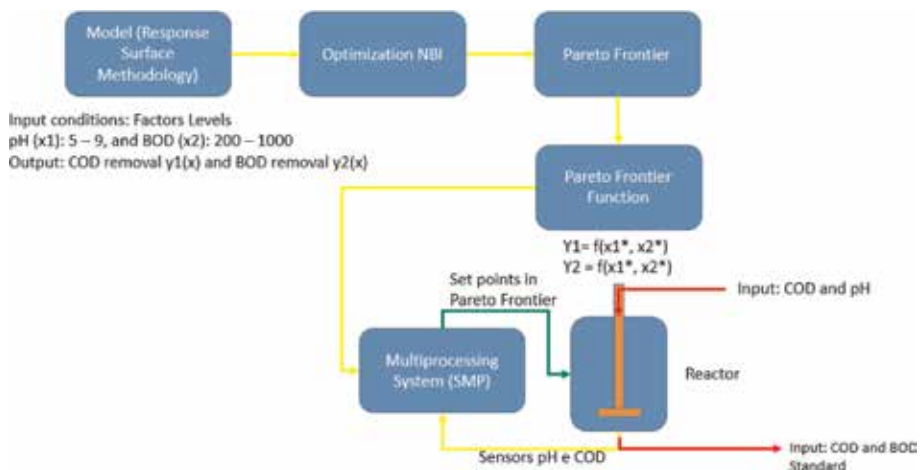 Model (Response
Surface
Methodology)
Optimization NBI
Pareto Frontier
Input conditions: Factors Levels
pH (x1): 5 – 9, and BOD (x2): 200 – 1000
Output: COD removal y1(x) and BOD removal y2(x)
Pareto Frontier
Function
Y1= f(x1*, x2*)
Y2 = f(x1*, x2*)
Set points in
Pareto Frontier
Input: COD and pH
Multiprocessing
System (SMP)
Reactor
Sensors pH e COD
Input: COD and BOD
Standard